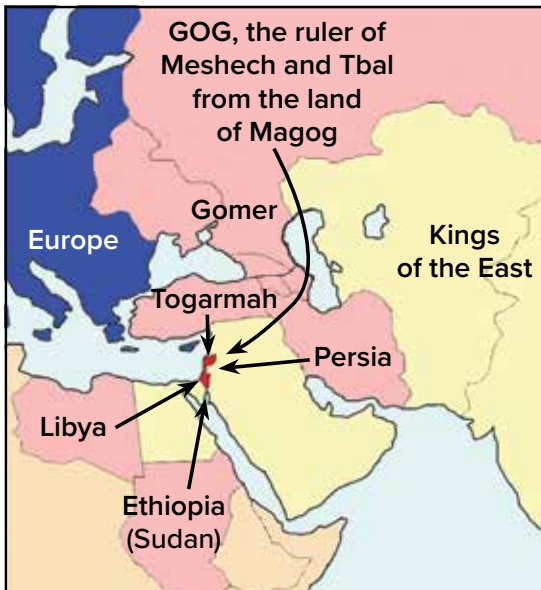 GOG, the ruler of
Meshech and Tbal
from the land
of Magog
Gomer
Europe
Kings
of the East
Togarmah
Persia
Libya
Ethiopia
(Sudan)